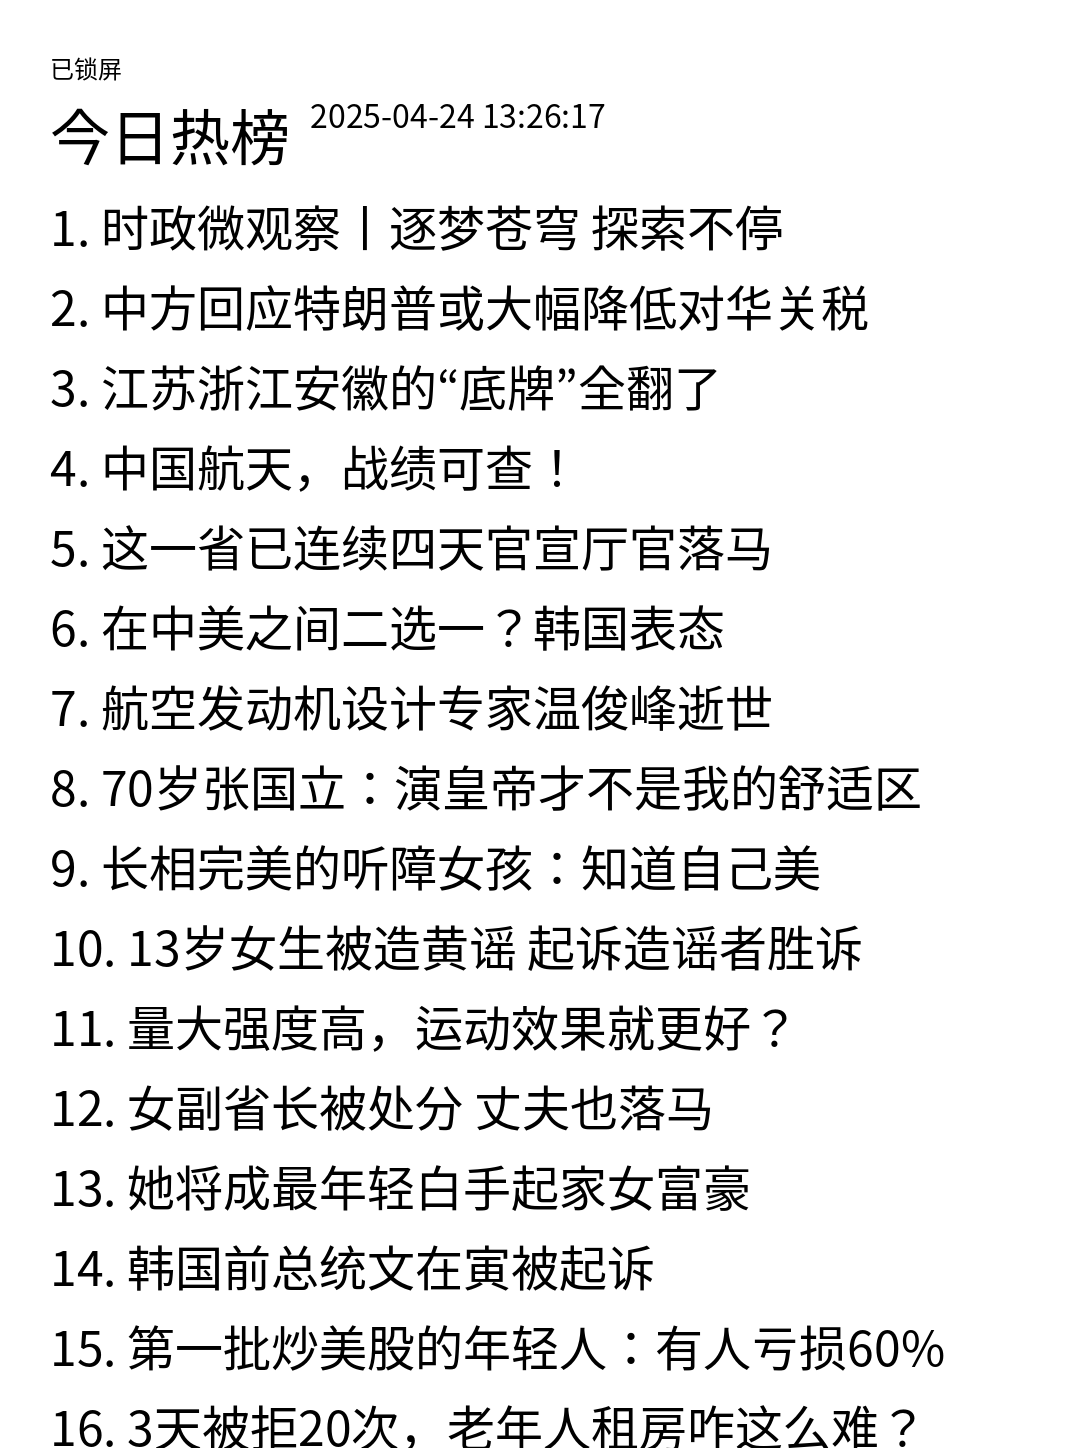 已锁屏
今日热榜 2025-04-24 13:26:17
1. 时政微观察丨逐梦苍穹 探索不停
2. 中方回应特朗普或大幅降低对华关税
3. 江苏浙江安徽的“底牌”全翻了
4. 中国航天，战绩可查！
5. 这一省已连续四天官宣厅官落马
6. 在中美之间二选一？韩国表态
7. 航空发动机设计专家温俊峰逝世
8. 70岁张国立：演皇帝才不是我的舒适区
9. 长相完美的听障女孩：知道自己美
10. 13岁女生被造黄谣 起诉造谣者胜诉
11. 量大强度高，运动效果就更好？
12. 女副省长被处分 丈夫也落马
13. 她将成最年轻白手起家女富豪
14. 韩国前总统文在寅被起诉
15. 第一批炒美股的年轻人：有人亏损60%
16. 3天被拒20次，老年人租房咋这么难？